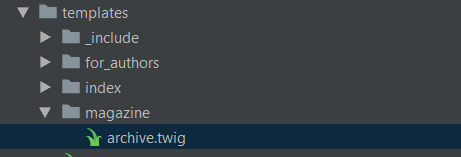 templates
_include
for_authors
index
magazine
archive.twig